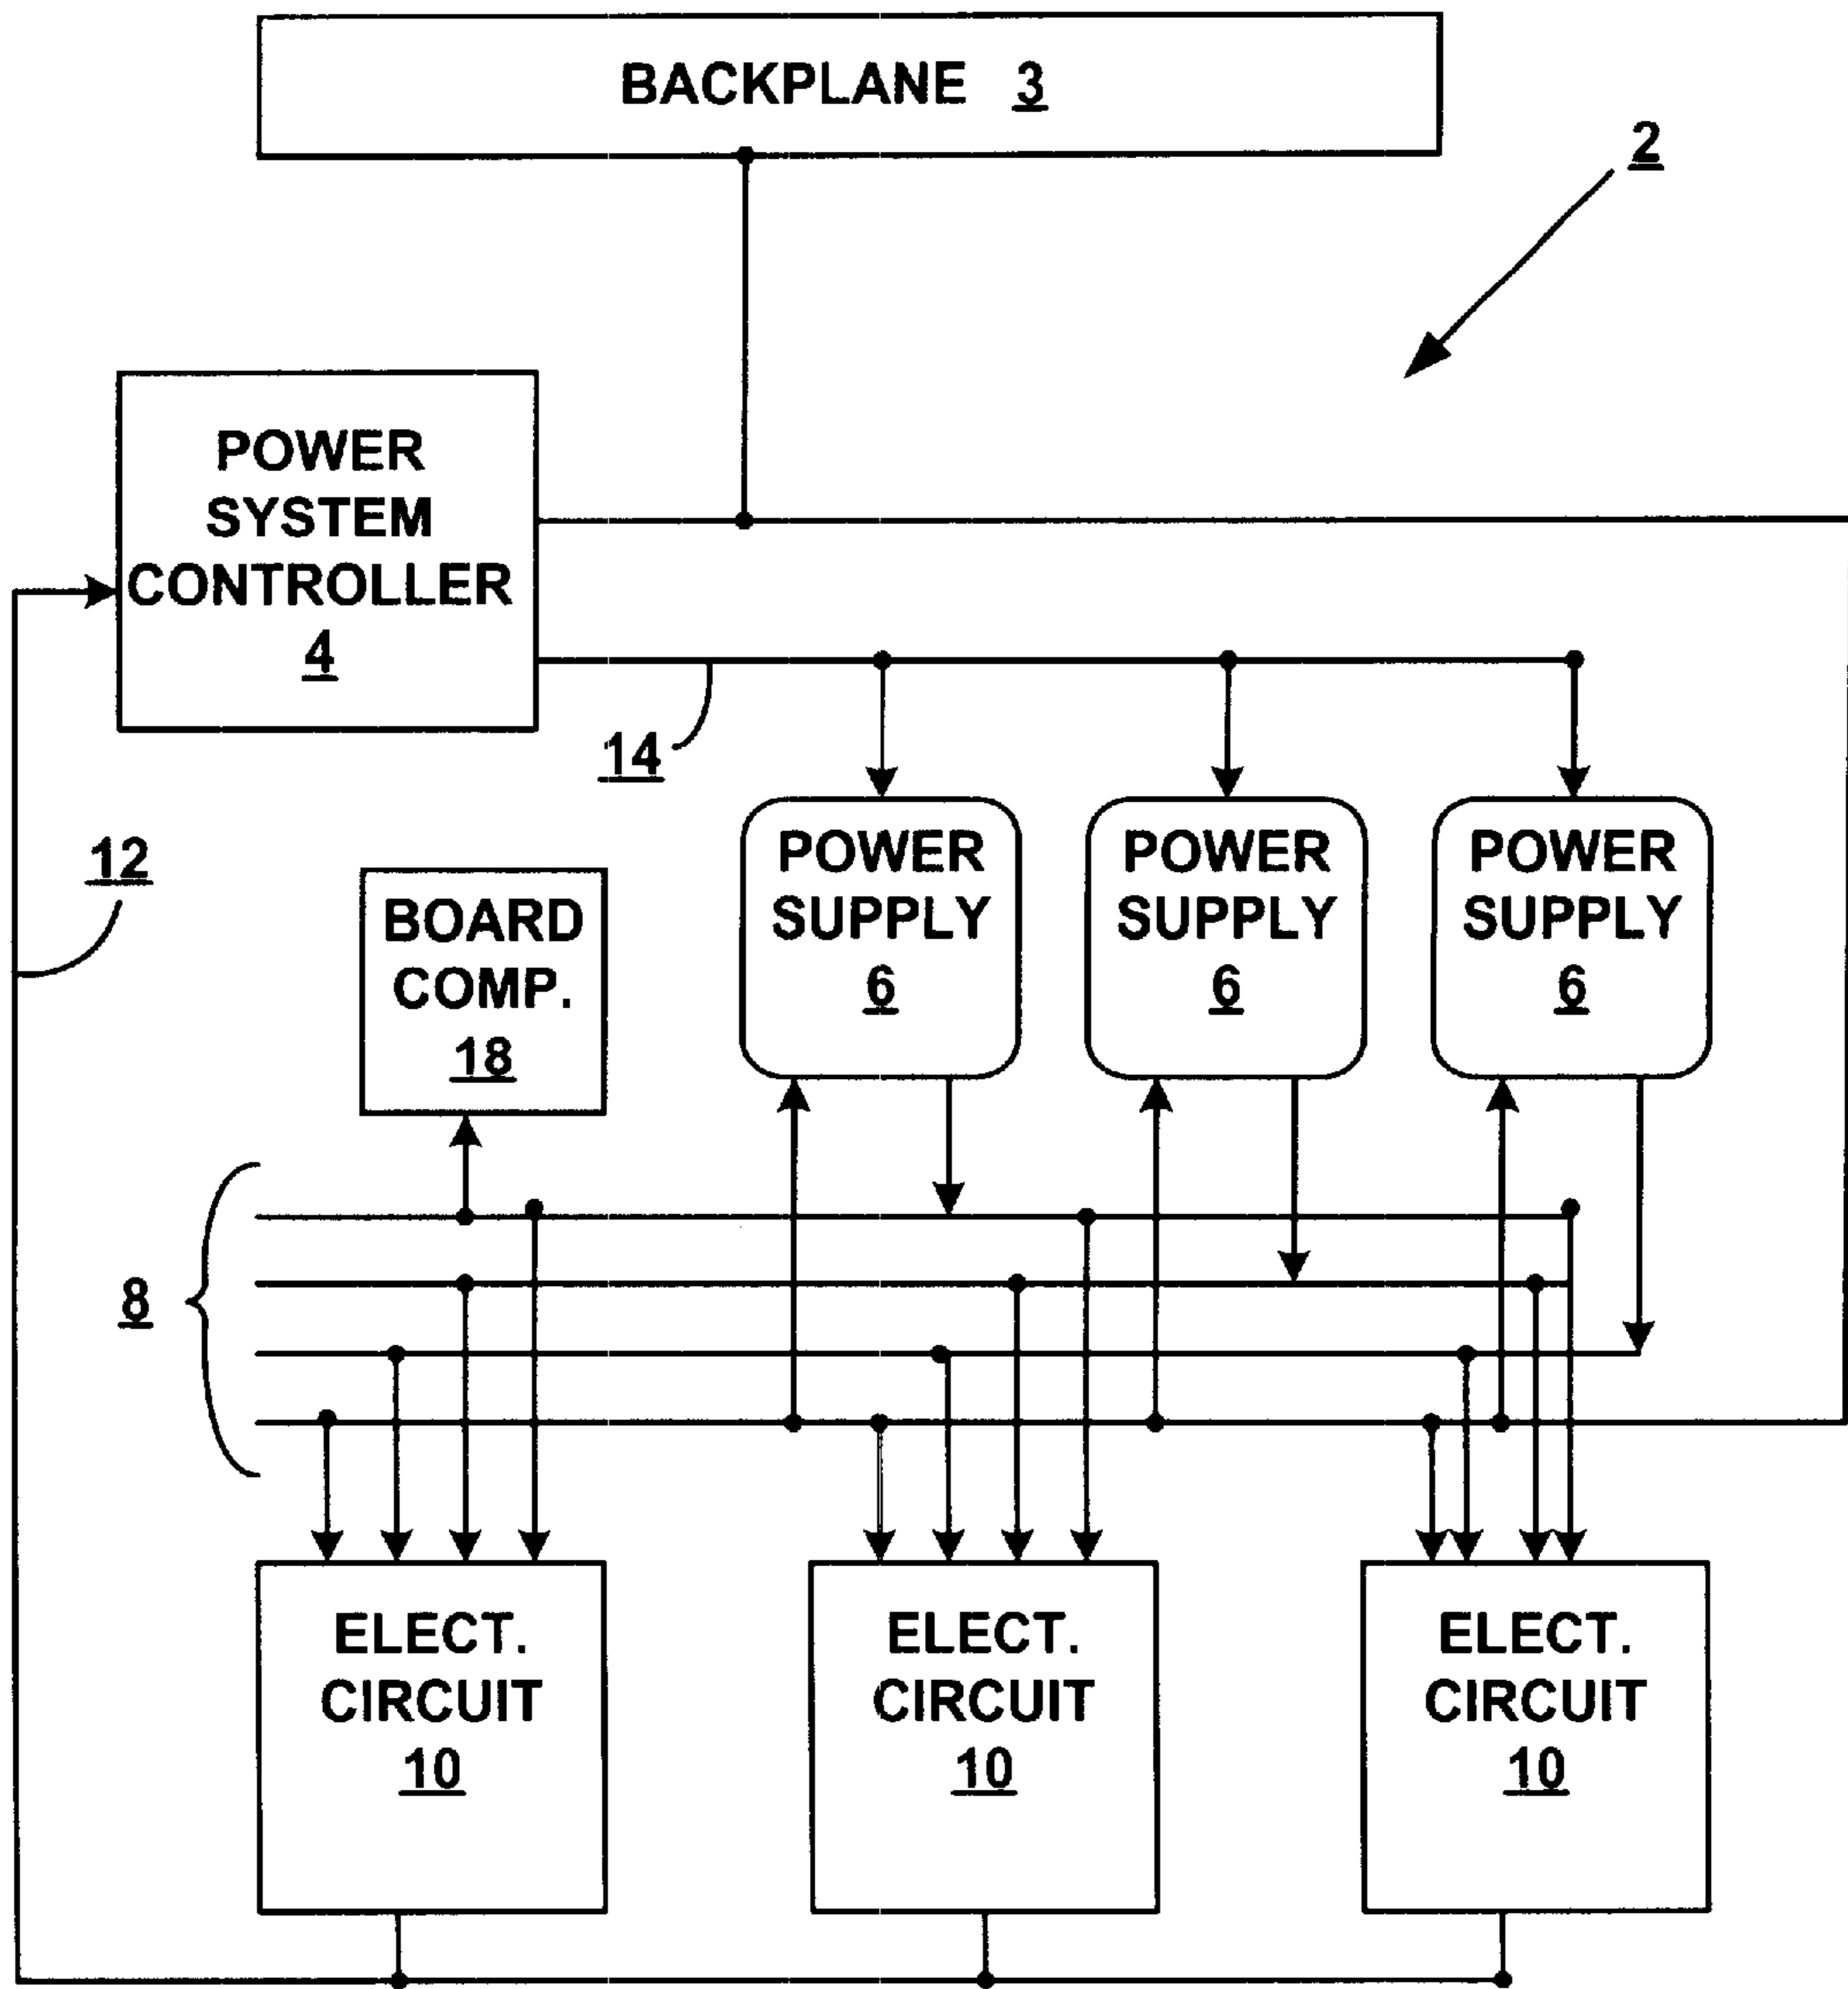 BACKPLANE 3
2
POWER
SYSTEM
CONTROLLER
4
14
12
BOARD
COMP.
18
POWER
SUPPLY
6
POWER
SUPPLY
6
POWER
SUPPLY
6
8
ELECT.
CIRCUIT
10
ELECT.
CIRCUIT
10
ELECT.
CIRCUIT
10